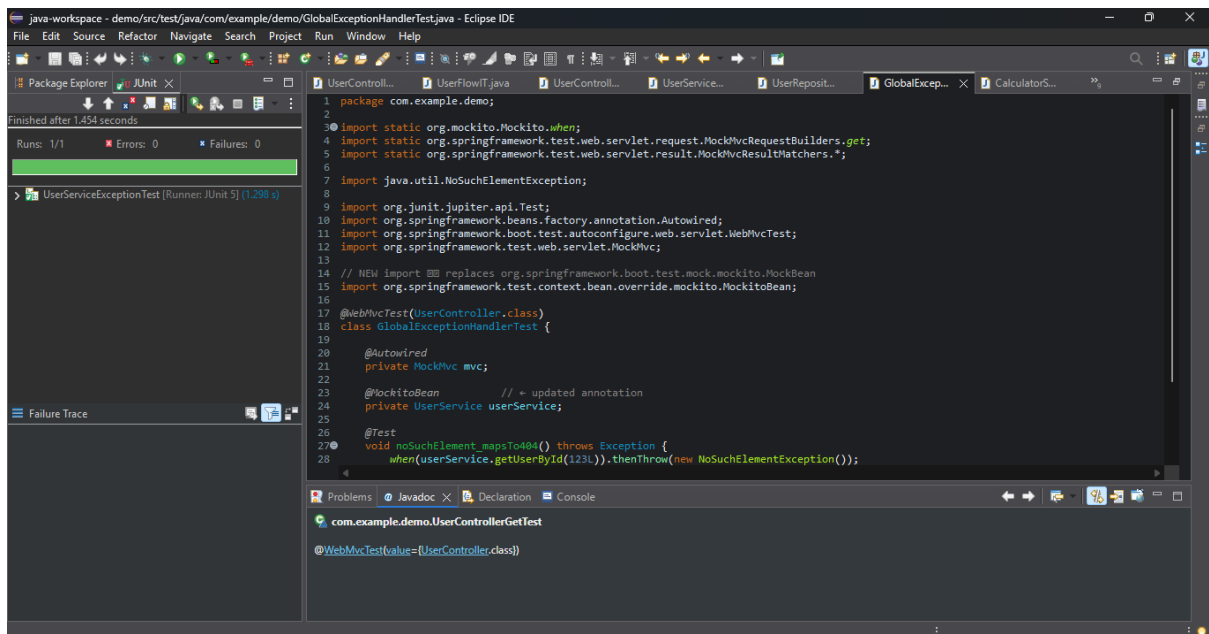 java-workspace - demo/src/test/java/com/example/demo/GlobalExceptionHandlerTest.java - Eclipse IDE
File Edit Source Refactor Navigate Search Project Run Window Help
Package Explorer JUnit
Finished after 1.454 seconds
Runs: 1/1 Errors: 0 Failures: 0
UserServiceExceptionTest [Runner: JUnit 5] (1.298 s)
Failure Trace
UserControll... UserFlowIT.java UserControll... UserService... UserReposit... GlobalExcep... CalculatorS... »9
1 package com.example.demo;
2
3 import static org.mockito.Mockito.when;
4 import static org.springframework.test.web.servlet.request.MockMvcRequestBuilders.get;
5 import static org.springframework.test.web.servlet.result.MockMvcResultMatchers.*;
6
7 import java.util.NoSuchElementException;
8
9 import org.junit.jupiter.api.Test;
10 import org.springframework.beans.factory.annotation.Autowired;
11 import org.springframework.boot.test.autoconfigure.web.servlet.WebMvcTest;
12 import org.springframework.test.web.servlet.MockMvc;
13
14 // NEW import replaces org.springframework.boot.test.mock.mockito.MockBean
15 import org.springframework.test.context.bean.override.mockito.MockitoBean;
16
17 @WebMvcTest(UserController.class)
18 class GlobalExceptionHandlerTest {
19
20 @Autowired
21 private MockMvc mvc;
22
23 @MockitoBean // ← updated annotation
24 private UserService userService;
25
26 @Test
27 void noSuchElement_mapsTo404() throws Exception {
28 when(userService.getUserById(123L)).thenThrow(new NoSuchElementException());
Problems Javadoc Declaration Console
com.example.demo.UserControllerGetTest
@WebMvcTest(value={UserController.class})